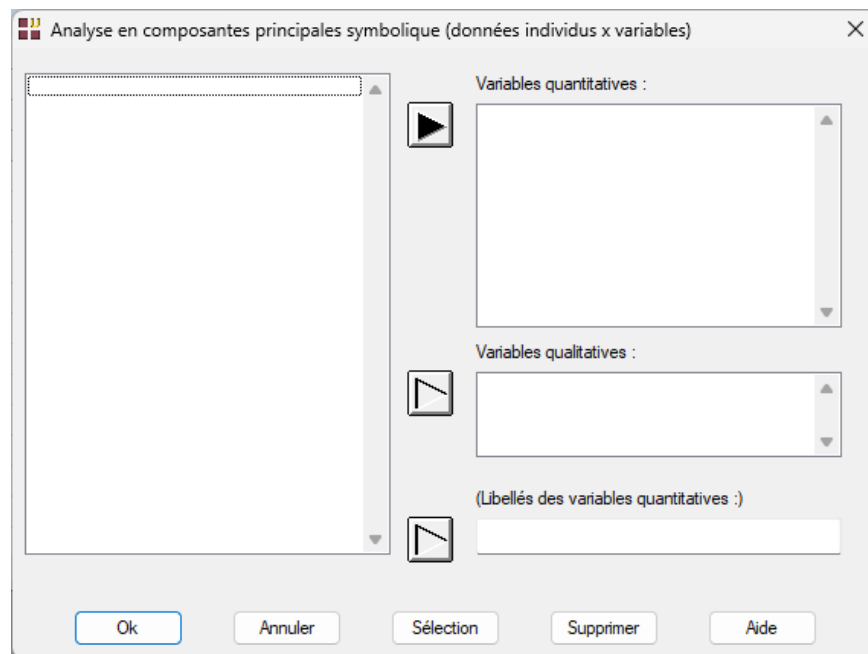 Analyse en composantes principales symbolique (données individus x variables)
Variables quantitatives :
Variables qualitatives :
(Libellés des variables quantitatives :)
Ok
Annuler
Sélection
Supprimer
Aide